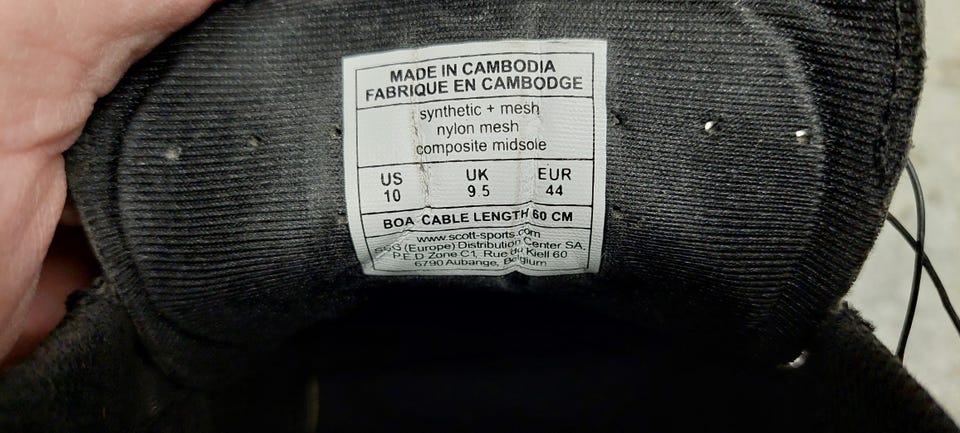 MADE IN CAMBODIA
FABRIQUE EN CAMBODGE
synthetic + mesh
nylon mesh
composite midsole
US UK EUR
10 9 5 44
BOA CABLE LENGTH 60 CM
www.scott-sports.com
SSG (Europe) Distribution Center SA,
P.E.D Zone C1, Rue du Kiell 60
6790 Aubange, Belgium